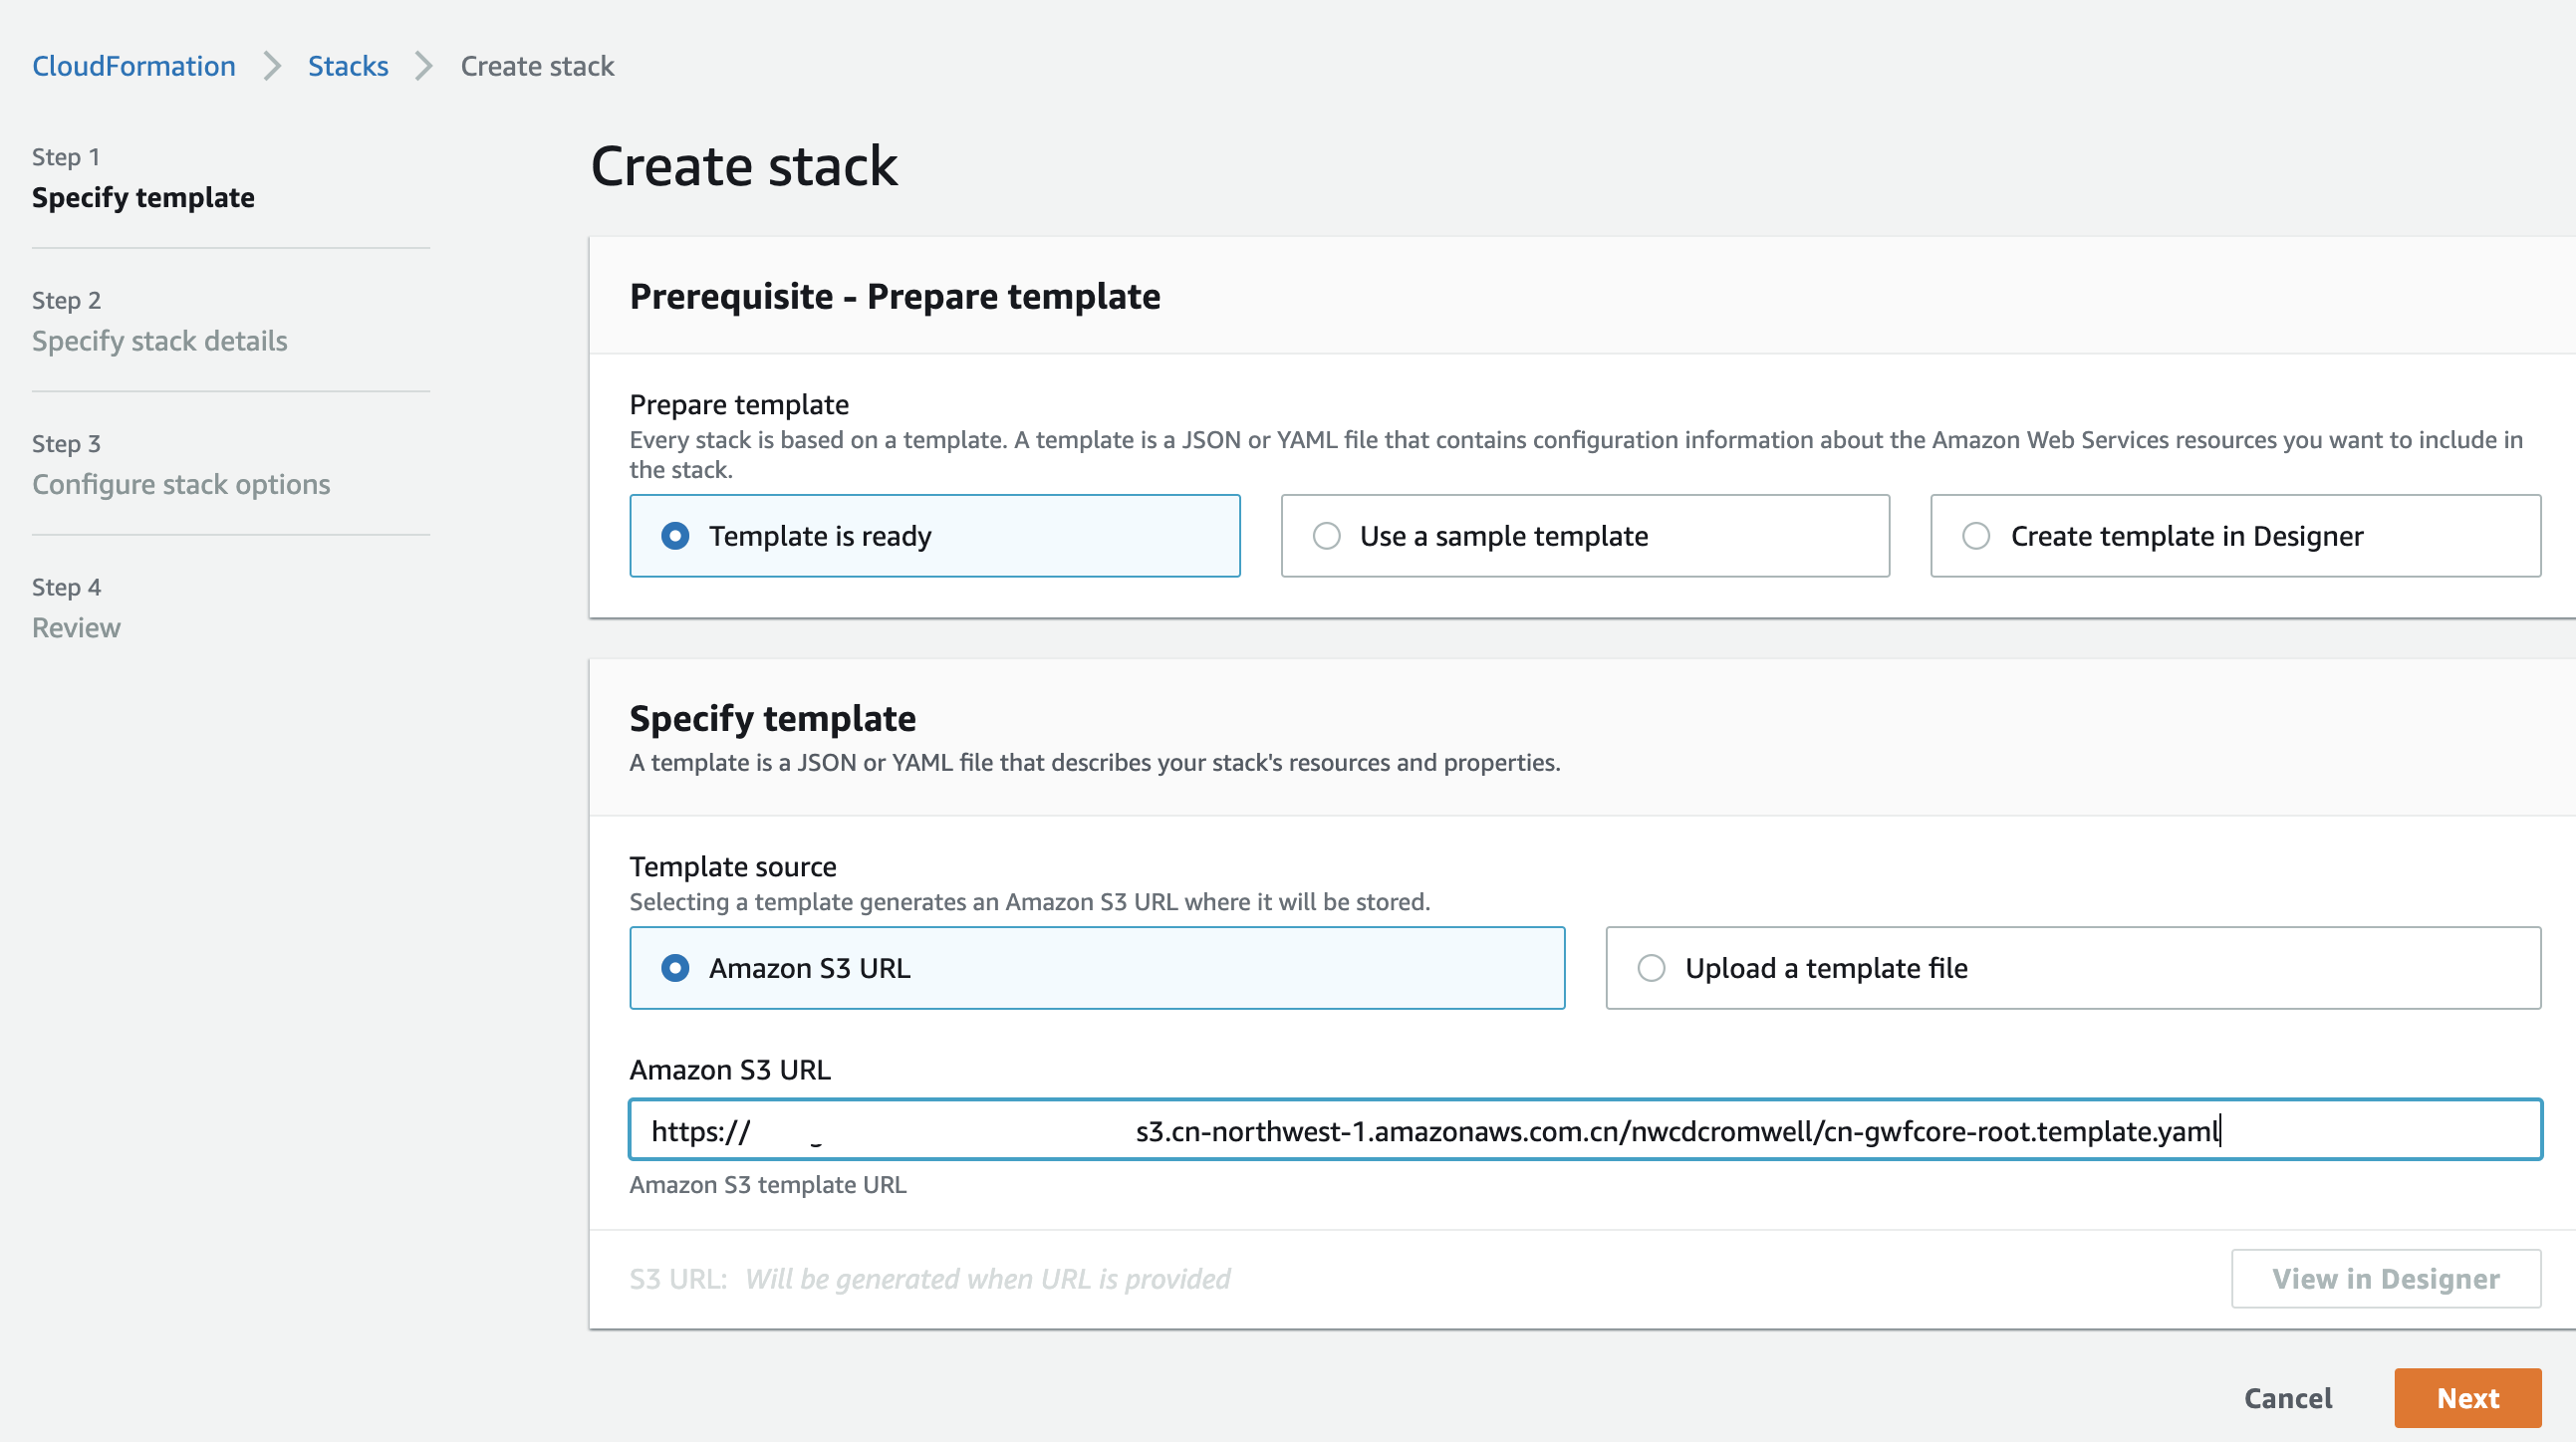 CloudFormation > Stacks > Create stack
Step 1
Specify template
Step 2
Specify stack details
Step 3
Configure stack options
Step 4
Review
Create stack
Prerequisite - Prepare template
Prepare template
Every stack is based on a template. A template is a JSON or YAML file that contains configuration information about the Amazon Web Services resources you want to include in
the stack.
Template is ready
Use a sample template
Create template in Designer
Specify template
A template is a JSON or YAML file that describes your stack's resources and properties.
Template source
Selecting a template generates an Amazon S3 URL where it will be stored.
Amazon S3 URL
Upload a template file
Amazon S3 URL
https:// s3.cn-northwest-1.amazonaws.com.cn/nwcdcromwell/cn-gwfcore-root.template.yaml
Amazon S3 template URL
S3 URL: Will be generated when URL is provided
View in Designer
Cancel
Next